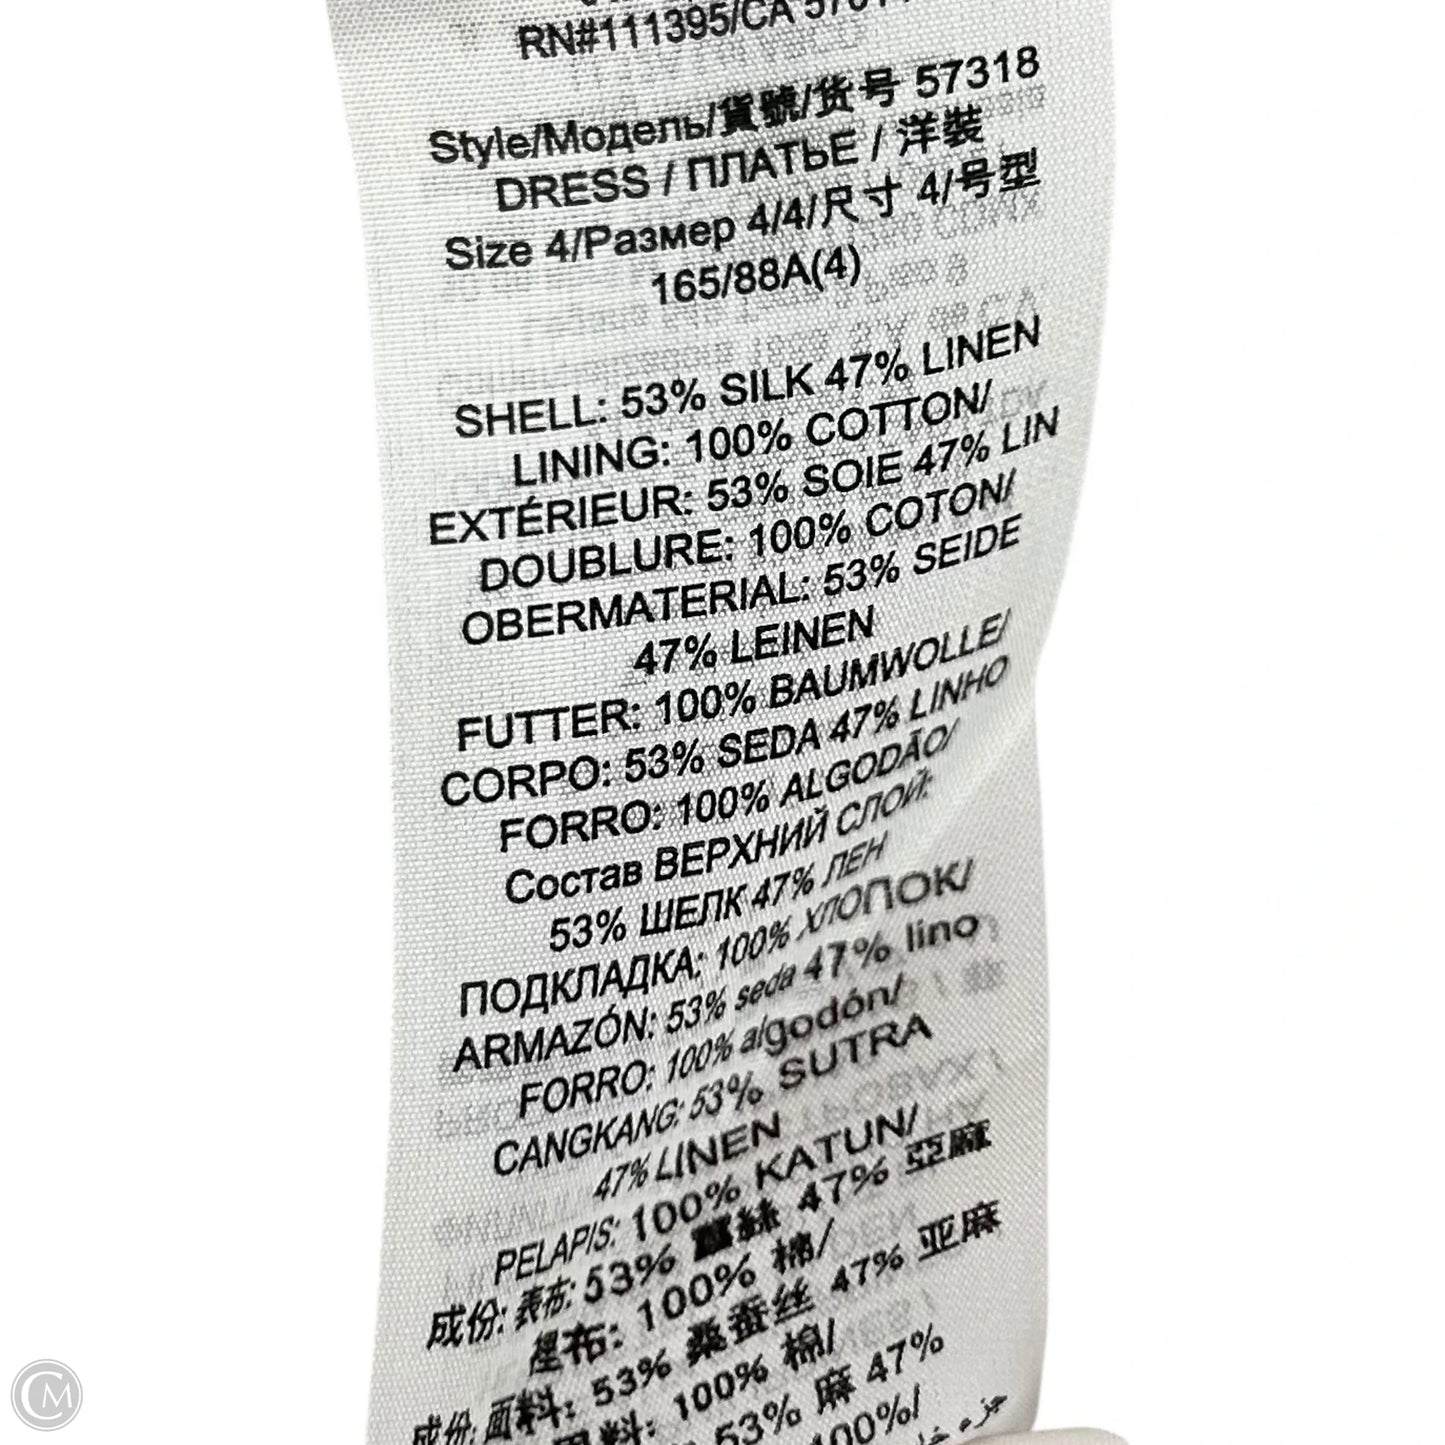 RN#111395/CA
Style/Модель/貨號/货号 57318
DRESS / ПЛАТЬЕ / 洋裝
Size 4/Размер 4/4/尺寸 4/号型
165/88A(4)
SHELL: 53% SILK 47% LINEN
LINING: 100% COTTON/
EXTÉRIEUR: 53% SOIE 47% LIN
DOUBLURE: 100% COTON/
OBERMATERIAL: 53% SEIDE
47% LEINEN
FUTTER: 100% BAUMWOLLE/
CORPO: 53% SEDA 47% LINHO
FORRO: 100% ALGODÃO/
Состав ВЕРХНИЙ СЛОЙ:
53% ШЕЛК 47% ЛЕН
ПОДКЛАДКА: 100% ХЛОПОК/
ARMAZÓN: 53% seda 47% lino
FORRO: 100% algodón/
CANGKANG: 53% SUTRA
47% LINEN
PELAPIS: 100% KATUN/
成份: 表布: 53% 蠶絲 47% 亞麻
裡布: 100% 棉/
成份: 面料: 53% 桑蚕丝 47% 亚麻
100% 棉/
53% 麻 47%
100%/
CM